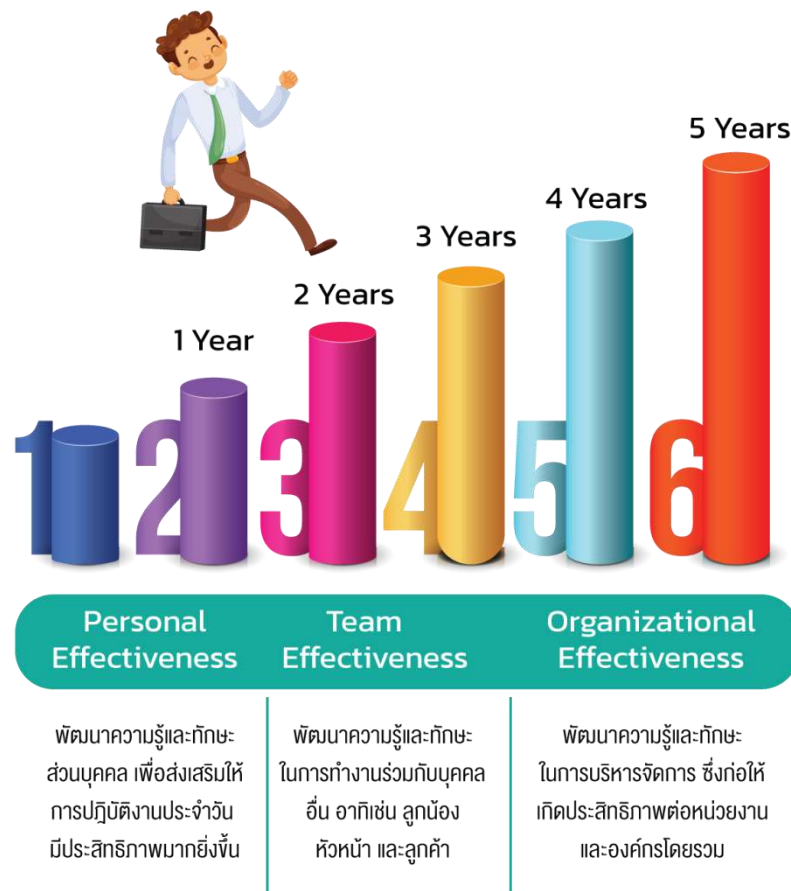 5 Years
4 Years
3 Years
2 Years
1 Year
1 2 3 4 5 6
Personal
Effectiveness
Team
Effectiveness
Organizational
Effectiveness
พัฒนาความรู้และทักษะ
ส่วนบุคคล เพื่อส่งเสริมให้
การปฏิบัติงานประจำวัน
มีประสิทธิภาพมากยิ่งขึ้น
พัฒนาความรู้และทักษะ
ในการทำงานร่วมกับบุคคล
อื่น อาทิเช่น ลูกน้อง
หัวหน้า และลูกค้า
พัฒนาความรู้และทักษะ
ในการบริหารจัดการ ซึ่งก่อให้
เกิดประสิทธิภาพต่อหน่วยงาน
และองค์กรโดยรวม